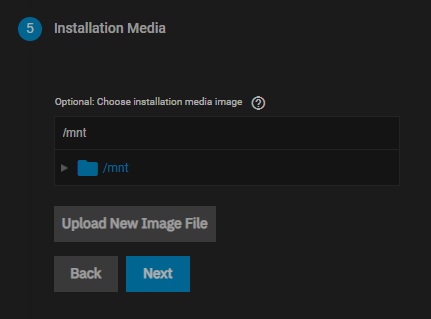 5 Installation Media
Optional: Choose installation media image ?
/mnt
/mnt
Upload New Image File
Back Next